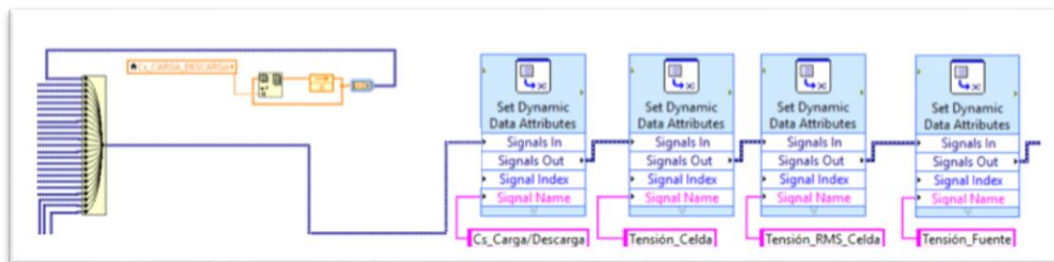 Cs_CARGA_DESCARGA
Set Dynamic
Data Attributes
Signals In
Signals Out
Signal Index
Signal Name
Cs_Carga/Descarga
Set Dynamic
Data Attributes
Signals In
Signals Out
Signal Index
Signal Name
Tensión_Celda
Set Dynamic
Data Attributes
Signals In
Signals Out
Signal Index
Signal Name
Tensión_RMS_Celda
Set Dynamic
Data Attributes
Signals In
Signals Out
Signal Index
Signal Name
Tensión_Fuente